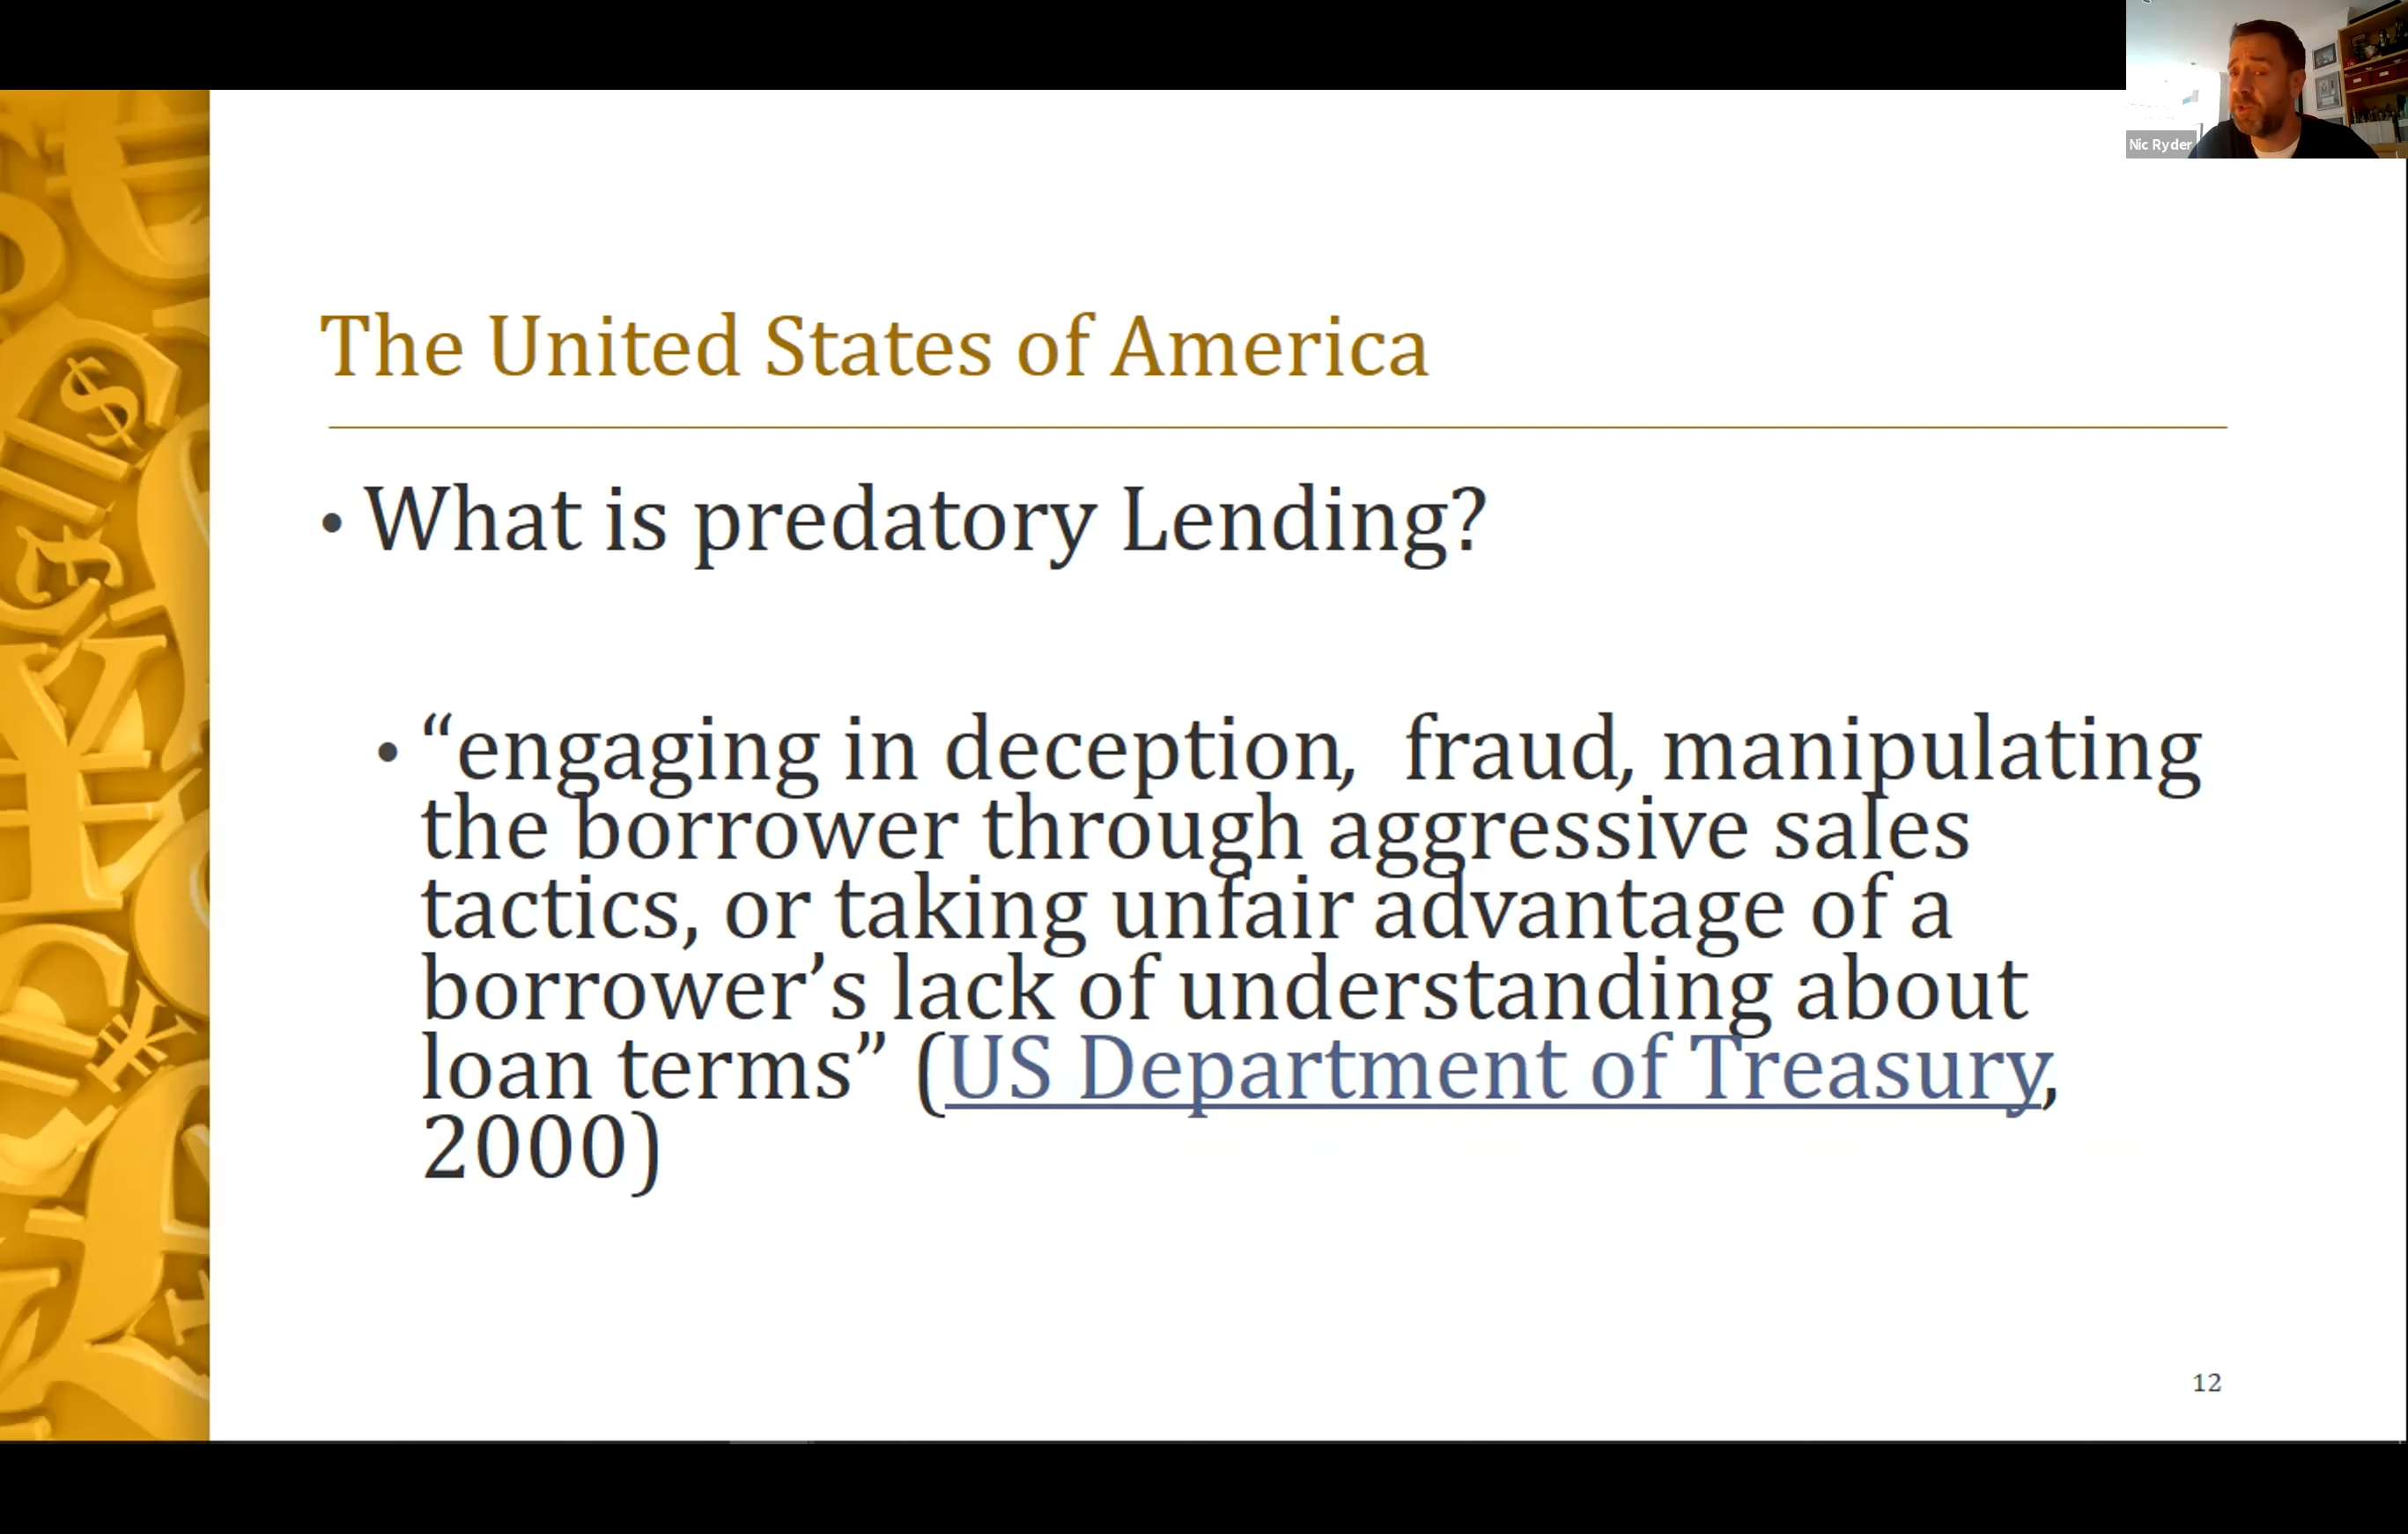 Nic Ryder
The United States of America
• What is predatory Lending?
• “engaging in deception,  fraud, manipulating
the borrower through aggressive sales
tactics, or taking unfair advantage of a
borrower’s lack of understanding about
loan terms” (US Department of Treasury,
2000)
12